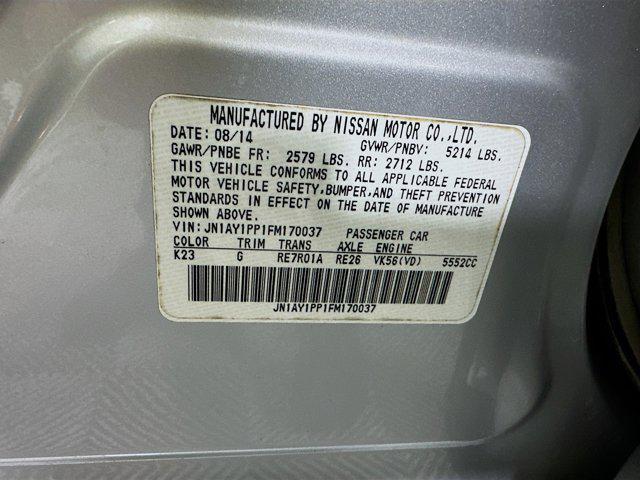 MANUFACTURED BY NISSAN MOTOR CO.,LTD.
DATE: 08/14 GVWR/PNBV: 5214 LBS.
GAWR/PNBE FR: 2579 LBS. RR: 2712 LBS.
THIS VEHICLE CONFORMS TO ALL APPLICABLE FEDERAL
MOTOR VEHICLE SAFETY,BUMPER,AND THEFT PREVENTION
STANDARDS IN EFFECT ON THE DATE OF MANUFACTURE
SHOWN ABOVE.
VIN:JN1AY1PP1FM170037 PASSENGER CAR
COLOR TRIM TRANS AXLE ENGINE
K23 G RE7R01A RE26 VK56(VD) 5552CC
JN1AY1PP1FM170037